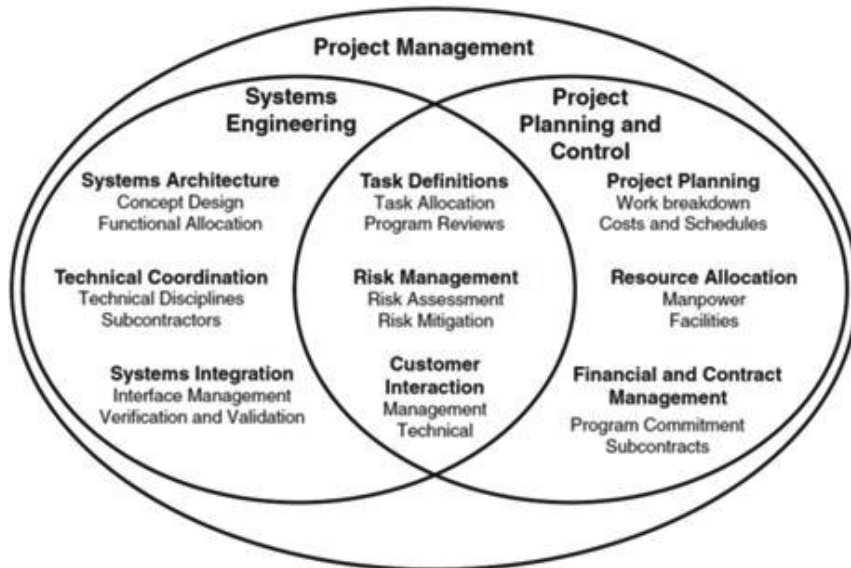 Project Management
Systems
Engineering
Project
Planning and
Control
Systems Architecture
Concept Design
Functional Allocation
Task Definitions
Task Allocation
Program Reviews
Project Planning
Work breakdown
Costs and Schedules
Technical Coordination
Technical Disciplines
Subcontractors
Risk Management
Risk Assessment
Risk Mitigation
Resource Allocation
Manpower
Facilities
Systems Integration
Interface Management
Verification and Validation
Customer
Interaction
Management
Technical
Financial and Contract
Management
Program Commitment
Subcontracts